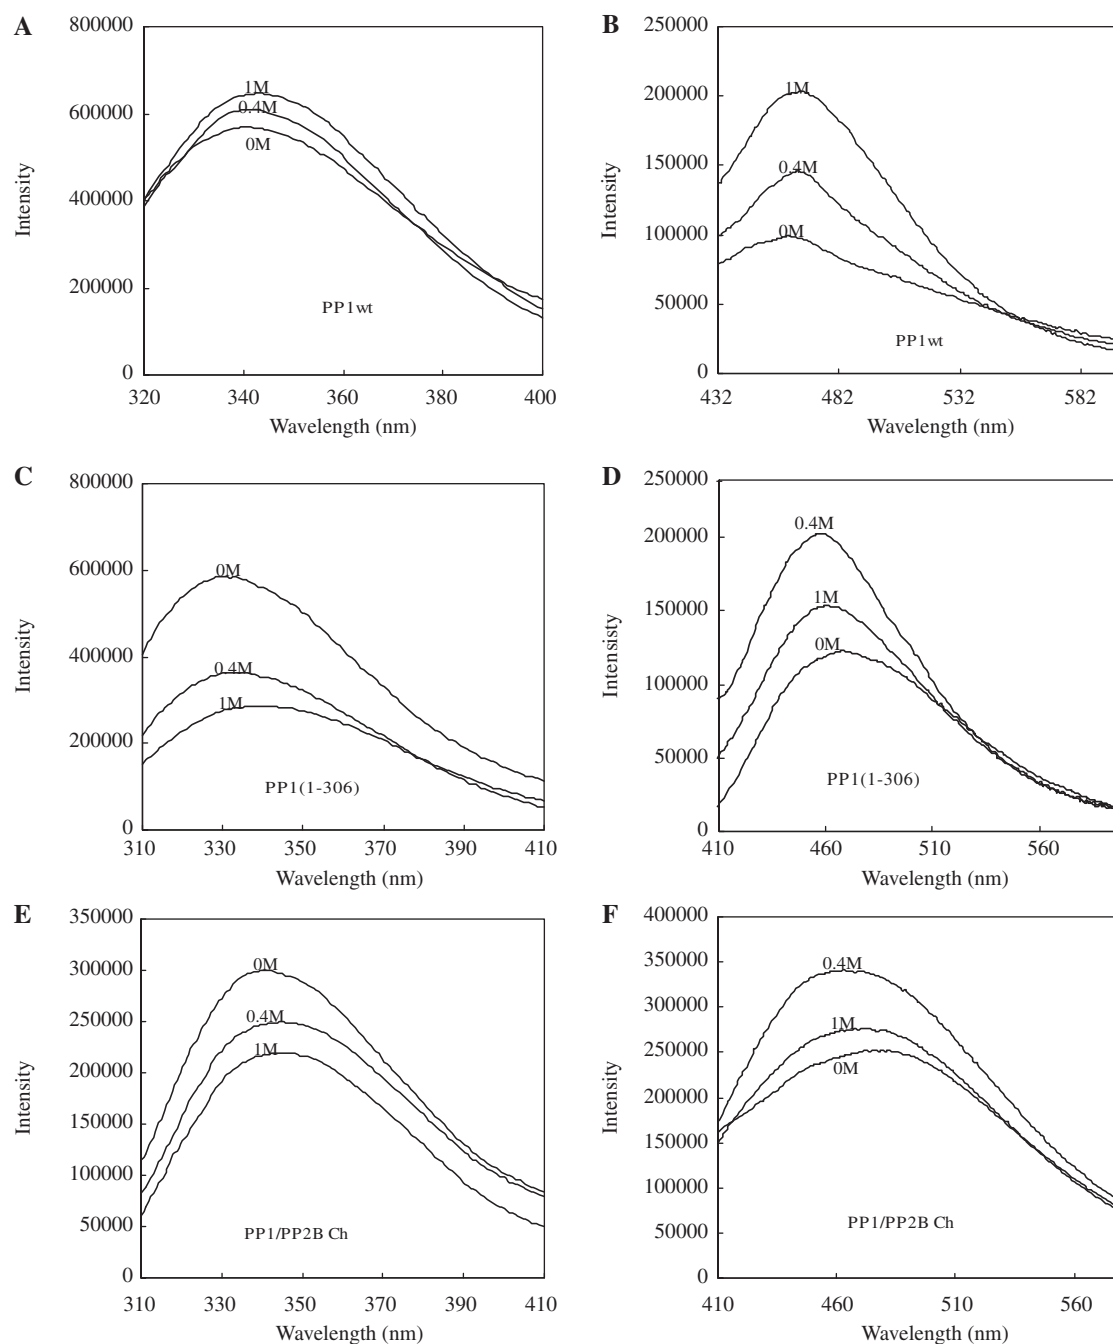 A
800000
600000
400000
200000
0
Intensity
1M
0.4M
0M
PP1wt
320
340
360
380
400
Wavelength (nm)
B
250000
200000
150000
100000
50000
0
Intensity
1M
0.4M
0M
PP1wt
432
482
532
582
Wavelength (nm)
C
800000
600000
400000
200000
0
Intensity
0M
0.4M
1M
PP1(1-306)
310
330
350
370
390
410
Wavelength (nm)
D
250000
200000
150000
100000
50000
0
Intensisty
0.4M
1M
0M
PP1(1-306)
410
460
510
560
Wavelength (nm)
E
350000
300000
250000
200000
150000
100000
50000
0
Intensity
0M
0.4M
1M
PP1/PP2B Ch
310
330
350
370
390
410
Wavelength (nm)
F
400000
350000
300000
250000
200000
150000
100000
50000
0
Intensity
0.4M
1M
0M
PP1/PP2B Ch
410
460
510
560
Wavelength (nm)